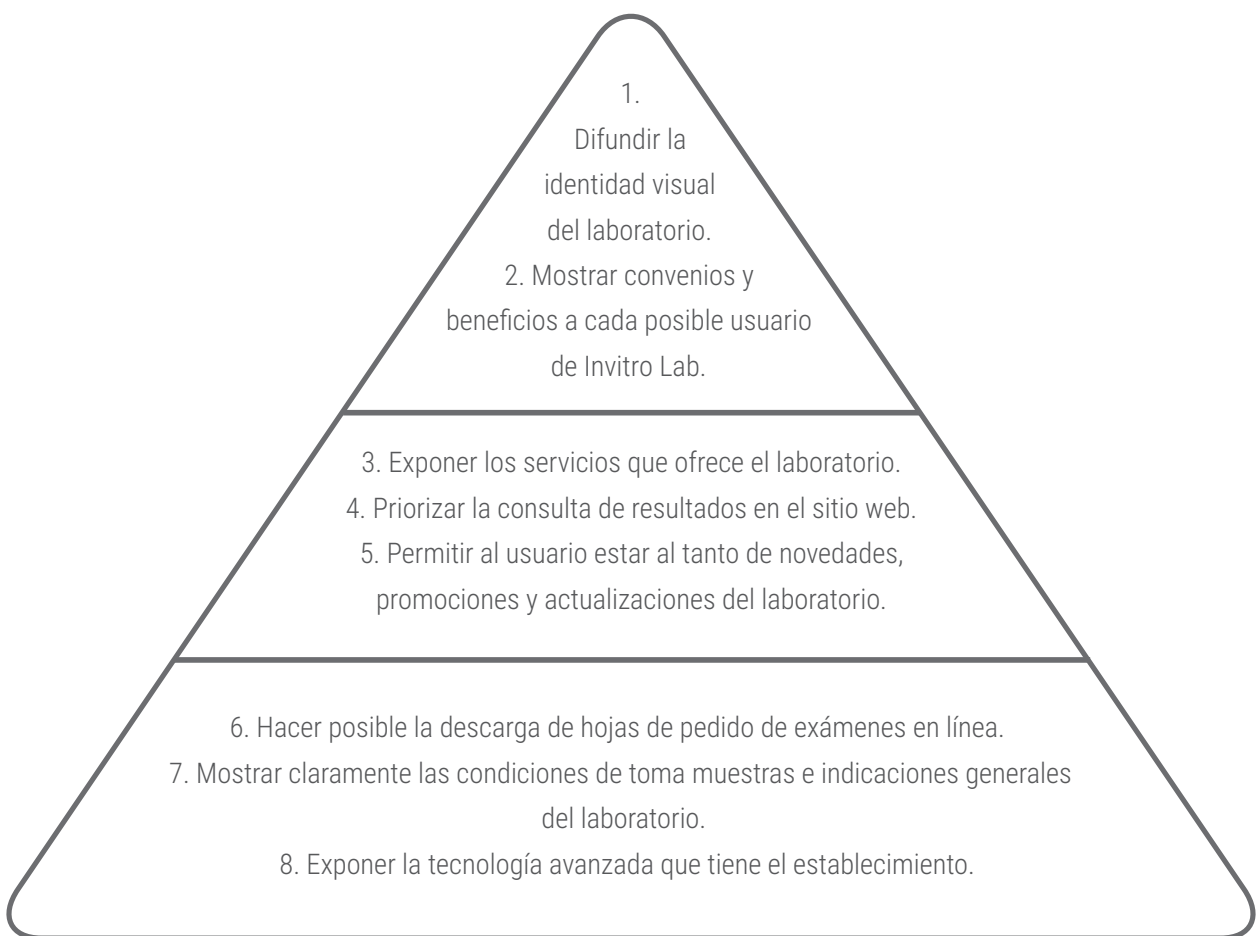 1.
Difundir la
identidad visual
del laboratorio.
2. Mostrar convenios y
beneficios a cada posible usuario
de Invitro Lab.
3. Exponer los servicios que ofrece el laboratorio.
4. Priorizar la consulta de resultados en el sitio web.
5. Permitir al usuario estar al tanto de novedades,
promociones y actualizaciones del laboratorio.
6. Hacer posible la descarga de hojas de pedido de exámenes en línea.
7. Mostrar claramente las condiciones de toma muestras e indicaciones generales
del laboratorio.
8. Exponer la tecnología avanzada que tiene el establecimiento.